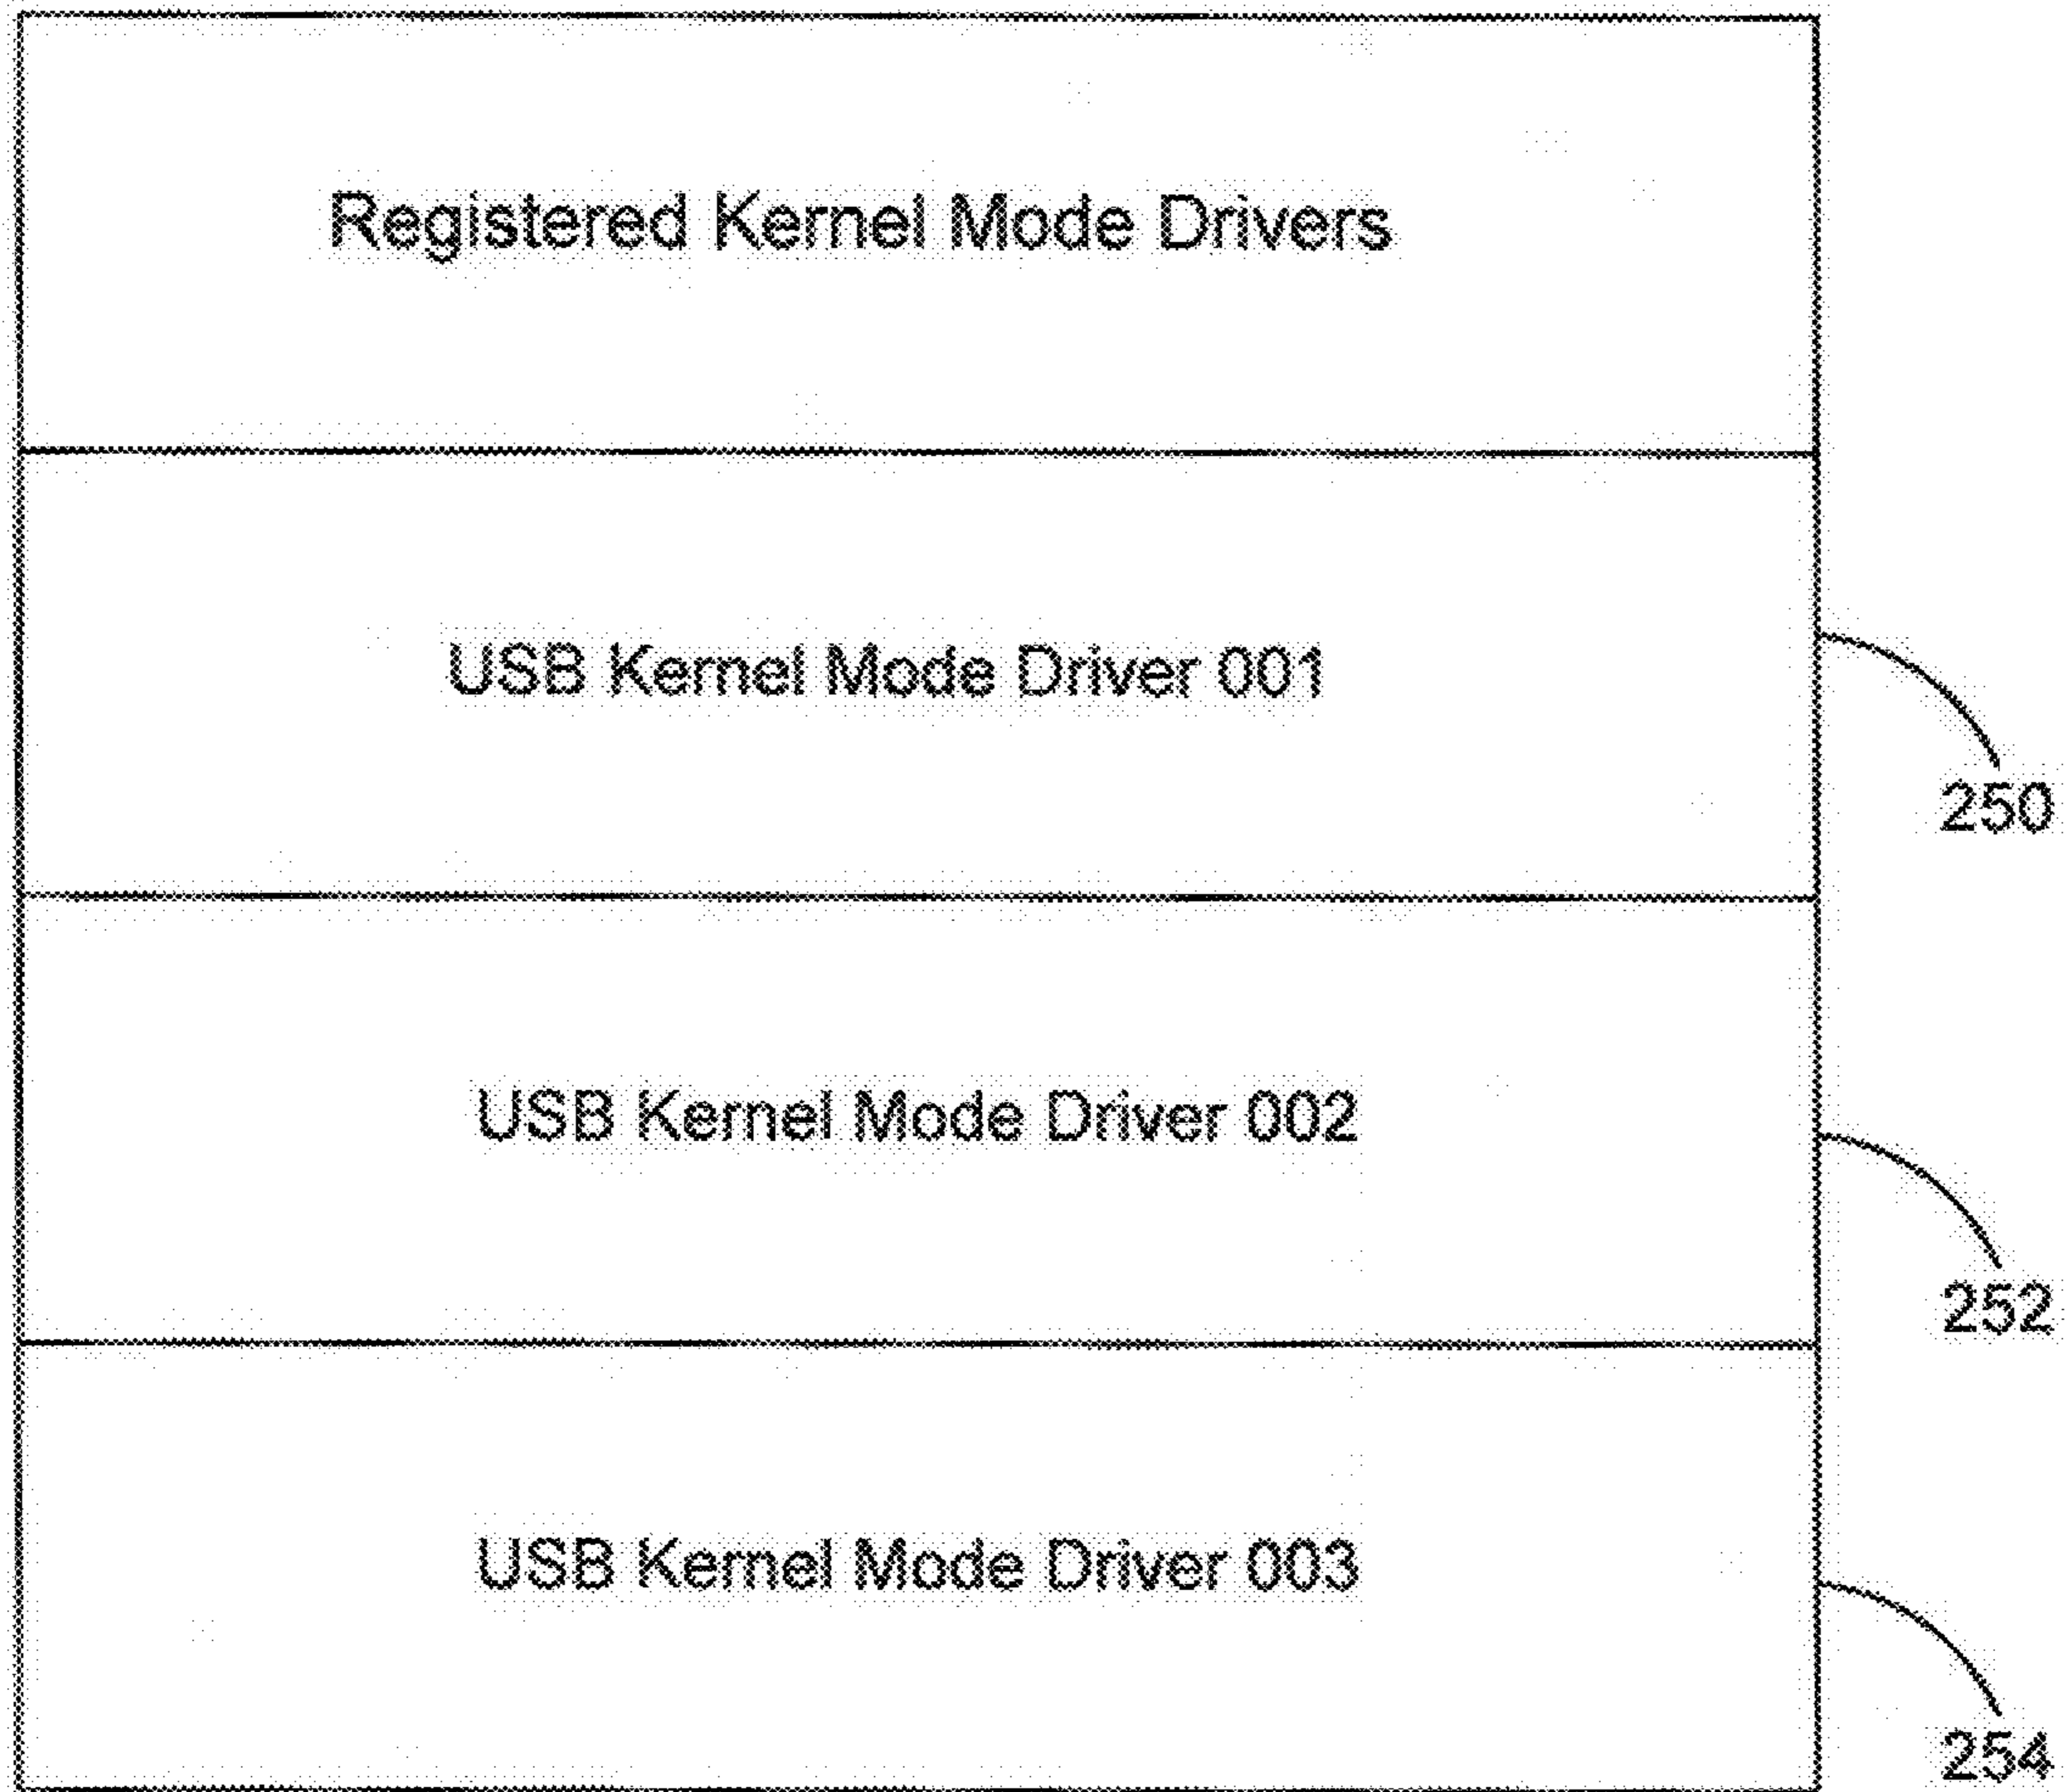 Registered Kernel Mode Drivers
USB Kernel Mode Driver 001
250
USB Kernel Mode Driver 002
252
USB Kernel Mode Driver 003
254